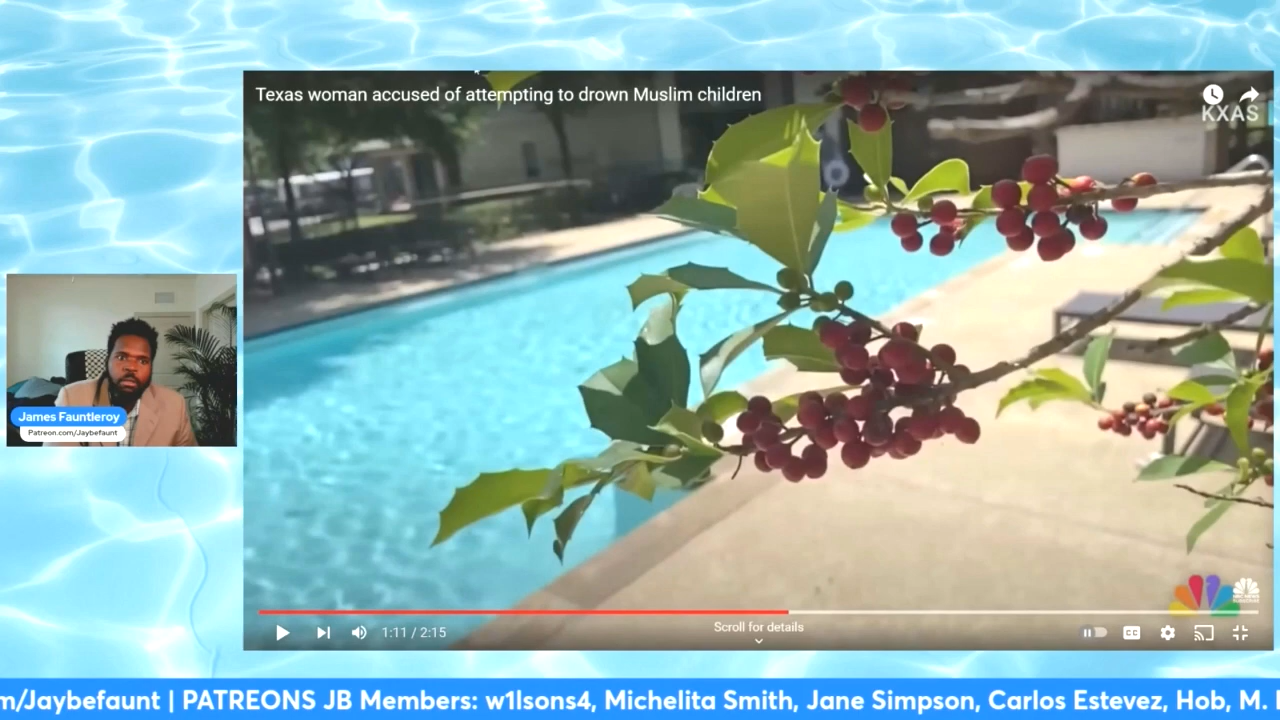 Texas woman accused of attempting to drown Muslim children
KXAS
James Fauntleroy
Patreon.com/Jaybefaunt
1:11 / 2:15
Scroll for details
CC
m/Jaybefaunt | PATREONS JB Members: w1lsons4, Michelita Smith, Jane Simpson, Carlos Estevez, Hob, M.